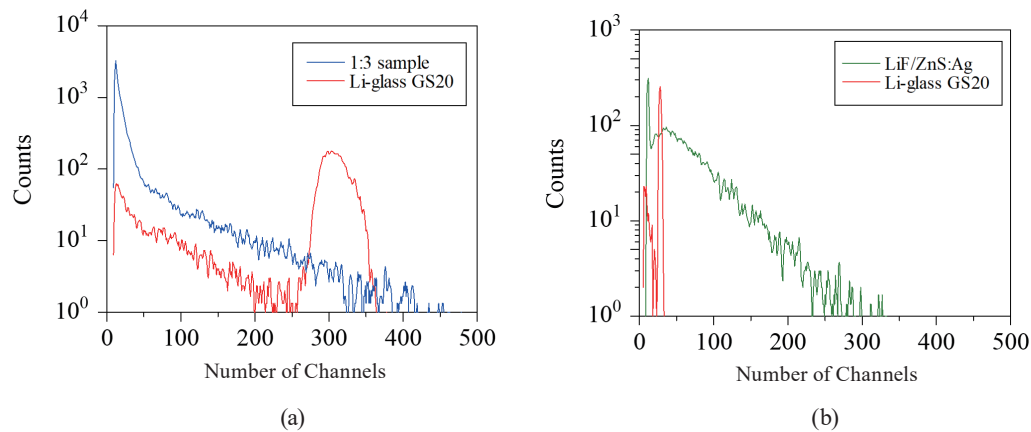 10^4
10^3
10^2
10^1
10^0
Counts
1:3 sample
Li-glass GS20
0 100 200 300 400 500
Number of Channels
(a)
10^3
10^2
10^1
10^0
Counts
LiF/ZnS:Ag
Li-glass GS20
0 100 200 300 400 500
Number of Channels
(b)